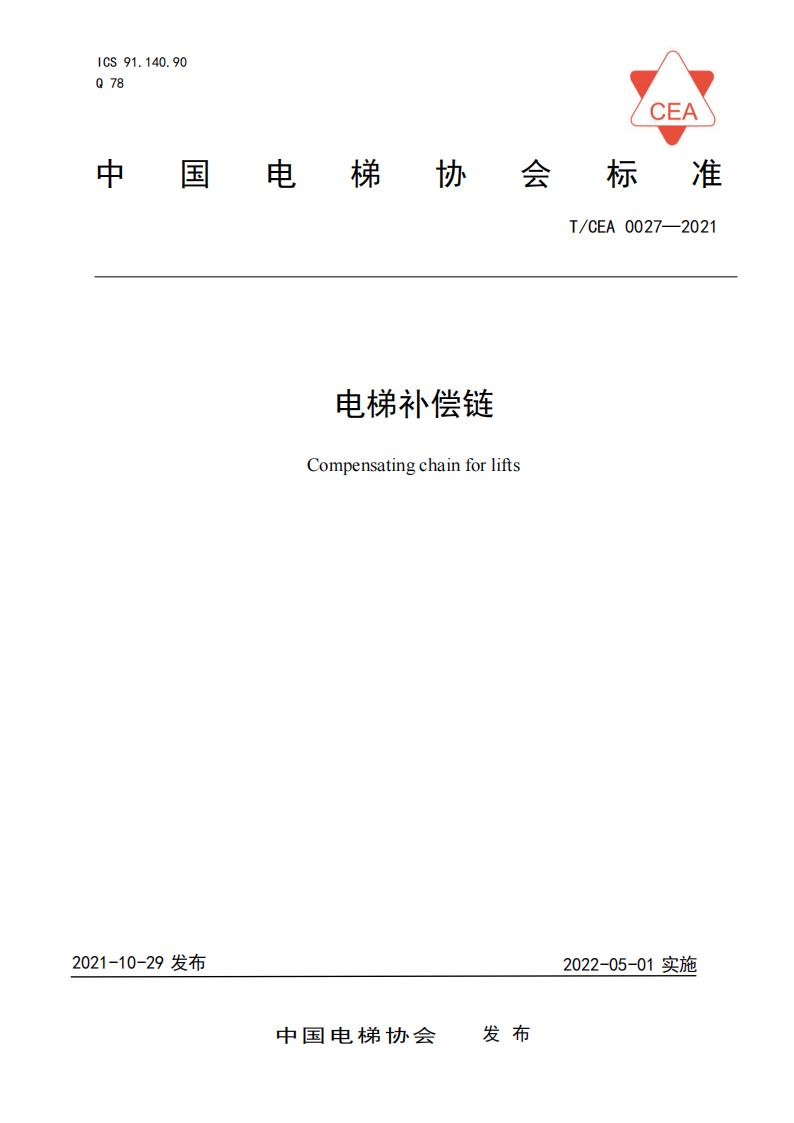 ICS 91.140.90
Q 78
CEA
中国电梯协会标准
T/CEA 0027—2021
电梯补偿链
Compensating chain for lifts
2021-10-29 发布
2022-05-01 实施
中国电梯协会 发布